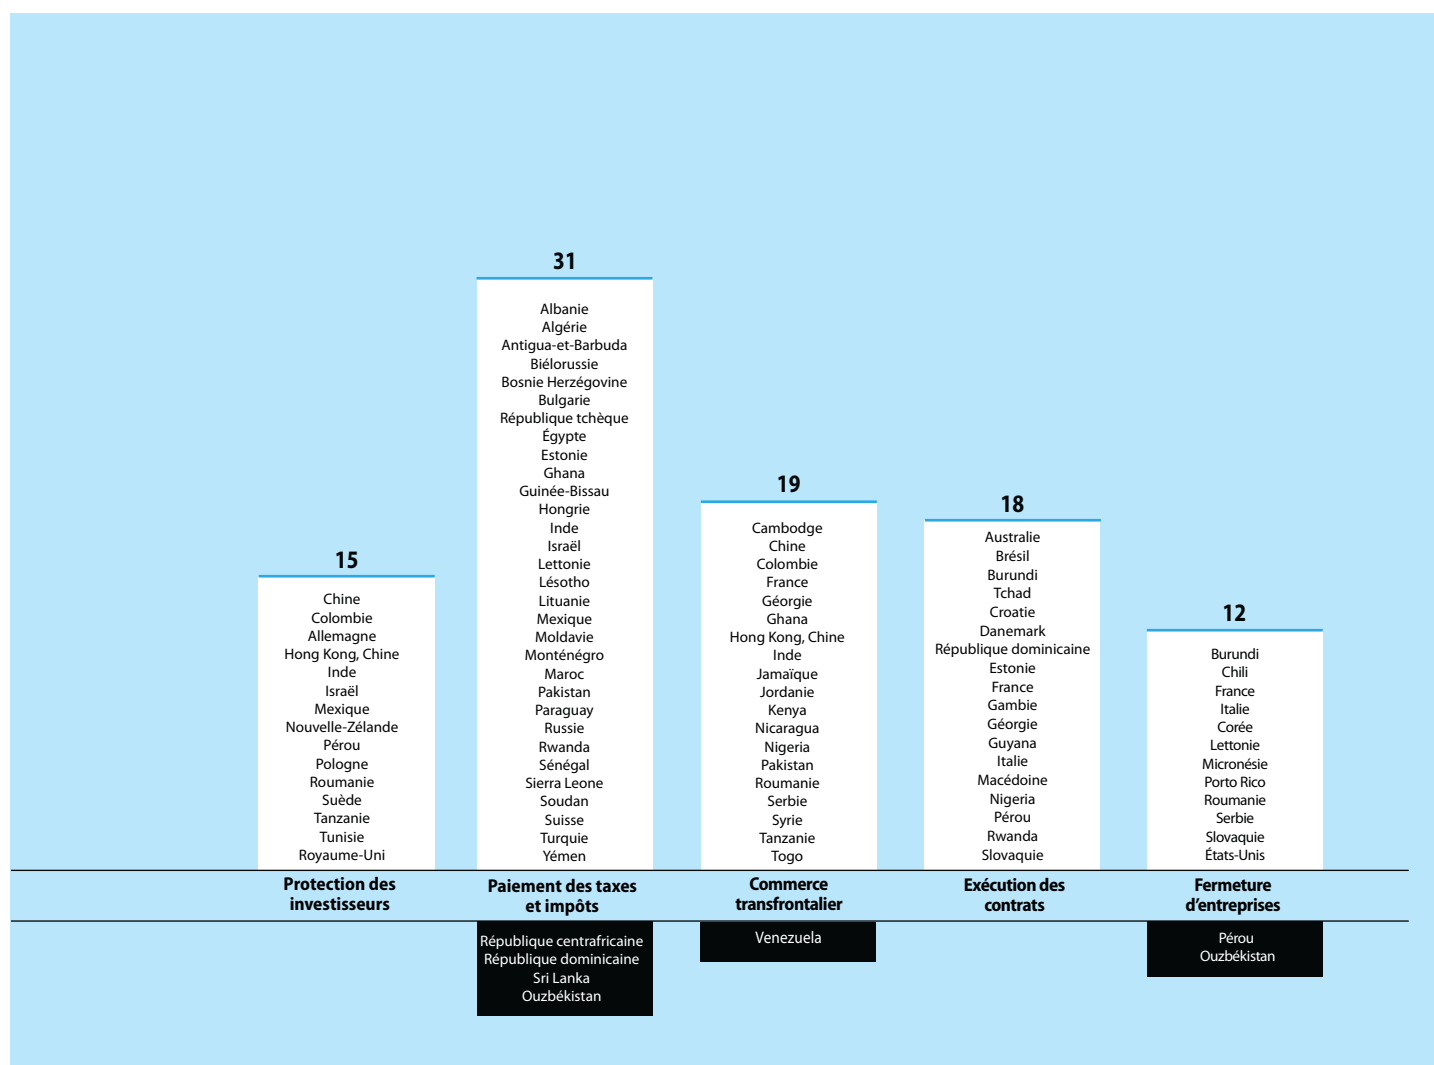 15
Chine
Colombie
Allemagne
Hong Kong, Chine
Inde
Israël
Mexique
Nouvelle-Zélande
Pérou
Pologne
Roumanie
Suède
Tanzanie
Tunisie
Royaume-Uni
Protection des
investisseurs
31
Albanie
Algérie
Antigua-et-Barbuda
Biélorussie
Bosnie Herzégovine
Bulgarie
République tchèque
Égypte
Estonie
Ghana
Guinée-Bissau
Hongrie
Inde
Israël
Lettonie
Lésotho
Lituanie
Mexique
Moldavie
Monténégro
Maroc
Pakistan
Paraguay
Russie
Rwanda
Sénégal
Sierra Leone
Soudan
Suisse
Turquie
Yémen
Paiement des taxes
et impôts
République centrafricaine
République dominicaine
Sri Lanka
Ouzbékistan
19
Cambodge
Chine
Colombie
France
Géorgie
Ghana
Hong Kong, Chine
Inde
Jamaïque
Jordanie
Kenya
Nicaragua
Nigeria
Pakistan
Roumanie
Serbie
Syrie
Tanzanie
Togo
Commerce
transfrontalier
Venezuela
18
Australie
Brésil
Burundi
Tchad
Croatie
Danemark
République dominicaine
Estonie
France
Gambie
Géorgie
Guyana
Italie
Macédoine
Nigeria
Pérou
Rwanda
Slovaquie
Exécution des
contrats
12
Burundi
Chili
France
Italie
Corée
Lettonie
Micronésie
Porto Rico
Roumanie
Serbie
Slovaquie
États-Unis
Fermeture
d'entreprises
Pérou
Ouzbékistan